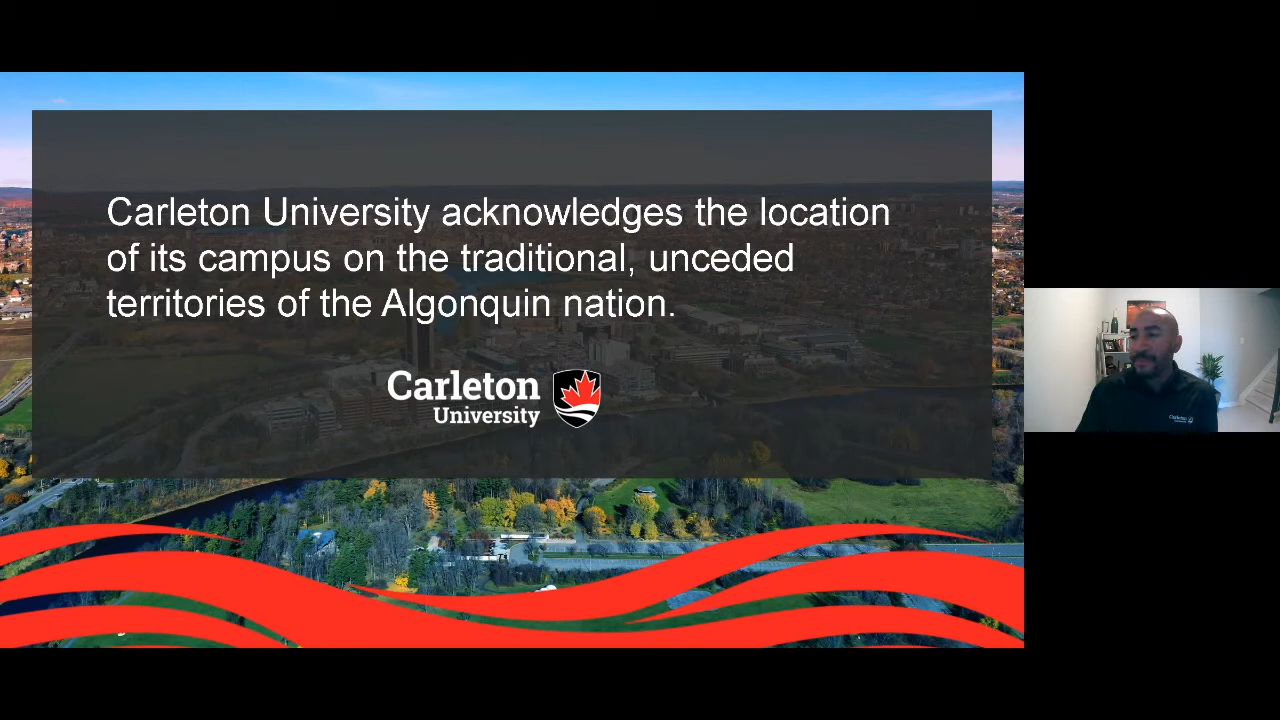 Carleton University acknowledges the location
of its campus on the traditional, unceded
territories of the Algonquin nation.
Carleton
University
Carleton